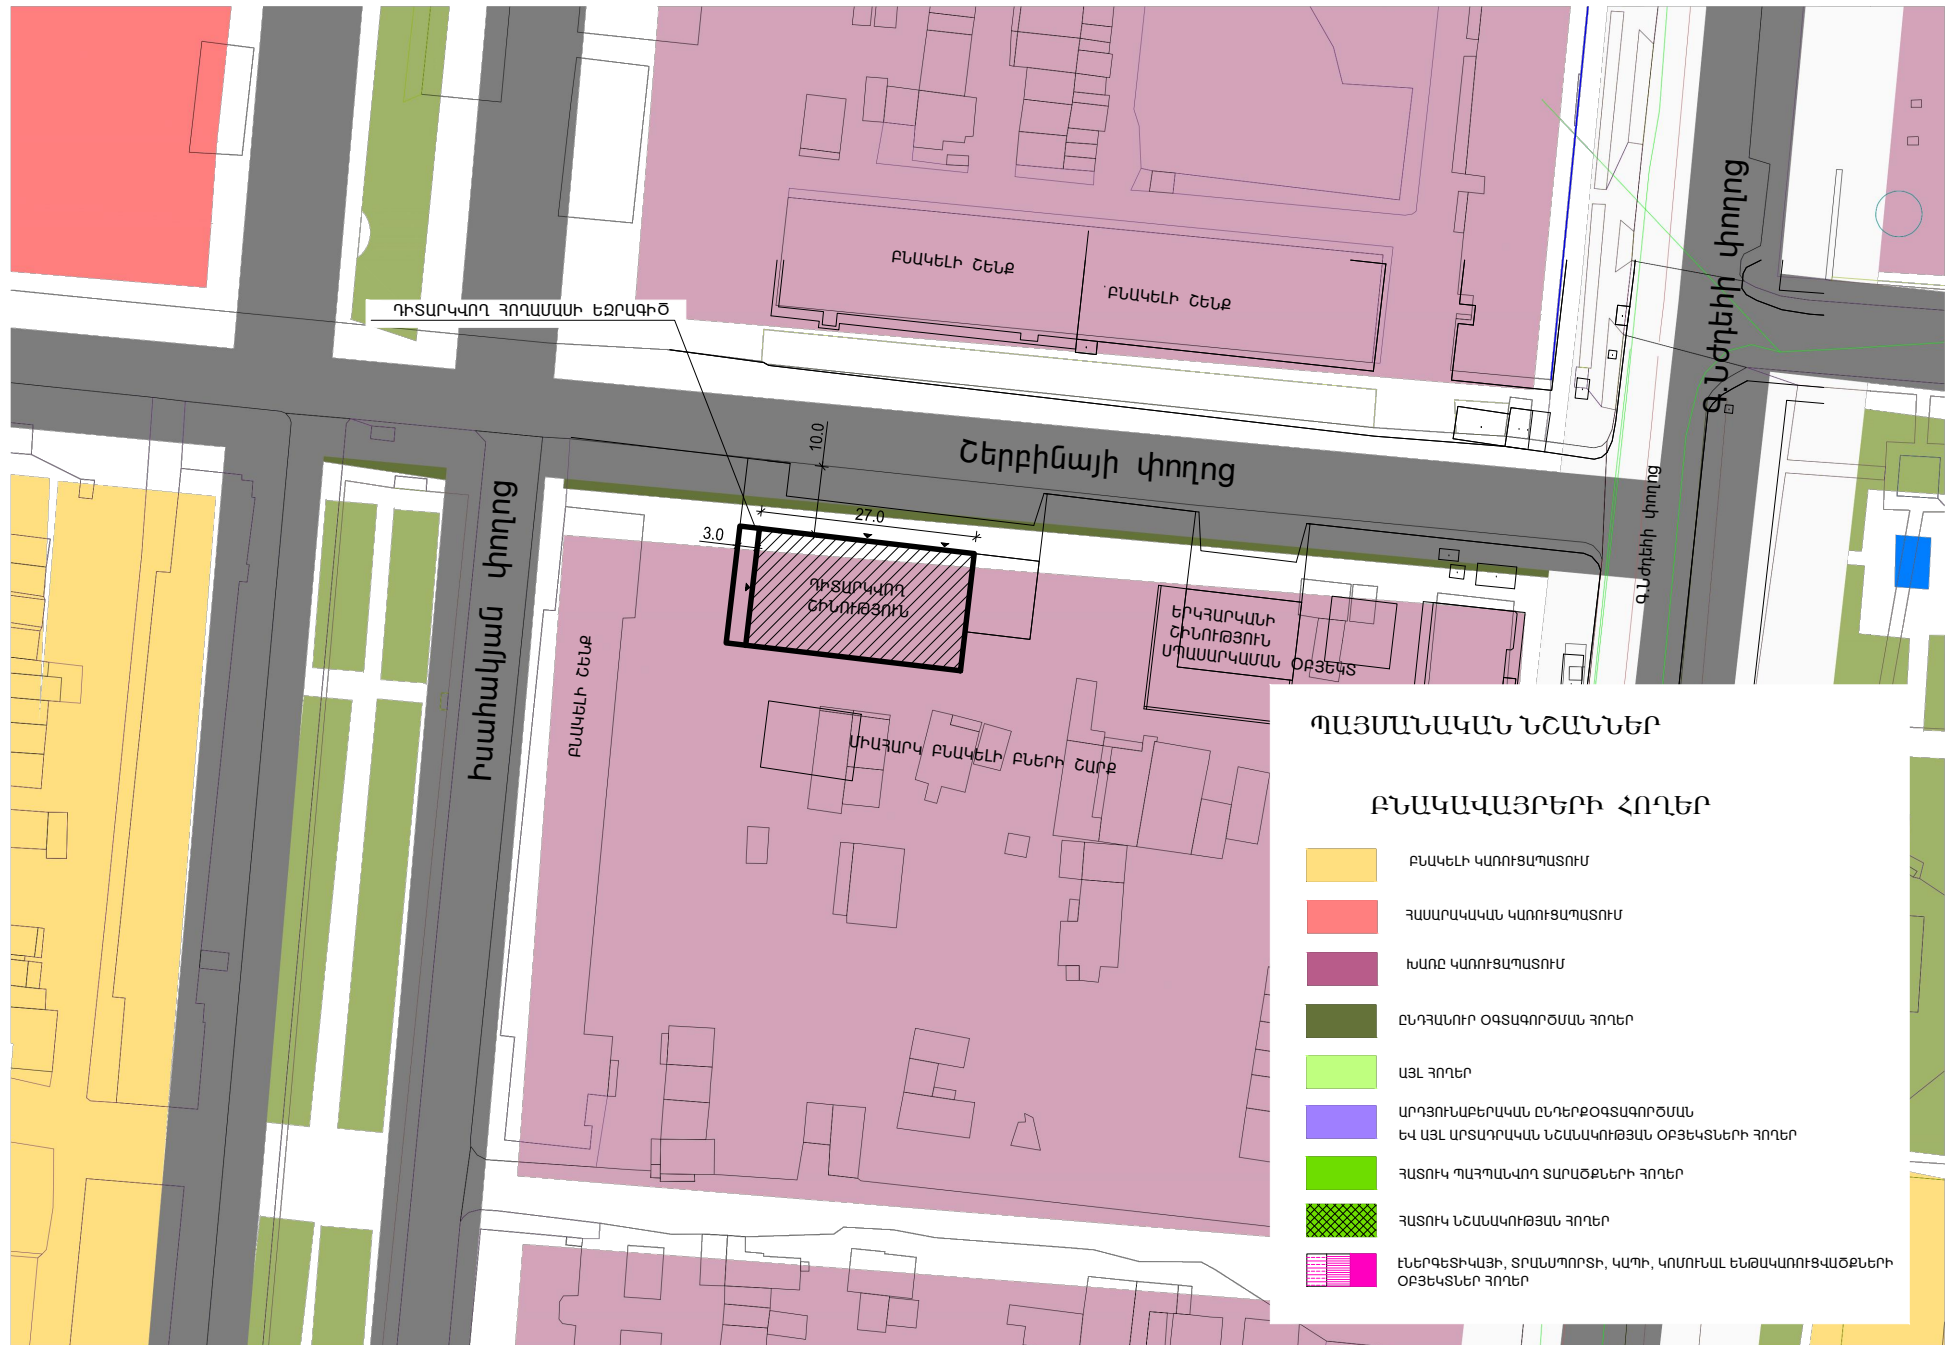 ԴԻՏԱՐԿՎՈՂ ՀՈՂԱՄԱՍԻ ԵԶՐԱԳԻԾ
ԲՆԱԿԵԼԻ ՇԵՆՔ
ԲՆԱԿԵԼԻ ՇԵՆՔ
Գ.Նժդեհի փողոց
Շերբինայի փողոց
10.0
27.0
3.0
Գ.Նժդեհի փողոց
Իսահակյան փողոց
ԴԻՏԱՐԿՎՈՂ
ՇԻՆՈՒԹՅՈՒՆ
ԲՆԱԿԵԼԻ ՇԵՆՔ
ԵՐԿՀԱՐԿԱՆԻ
ՇԻՆՈՒԹՅՈՒՆ
ՍՊԱՍԱՐԿԱՄԱՆ ՕԲՅԵԿՏ
ՄԻԱՀԱՐԿ ԲՆԱԿԵԼԻ ԲՆԵՐԻ ՇԱՐՔ
ՊԱՅՄԱՆԱԿԱՆ ՆՇԱՆՆԵՐ
ԲՆԱԿԱՎԱՅՐԵՐԻ ՀՈՂԵՐ
ԲՆԱԿԵԼԻ ԿԱՌՈՒՑԱՊԱՏՈՒՄ
ՀԱՍԱՐԱԿԱԿԱՆ ԿԱՌՈՒՑԱՊԱՏՈՒՄ
ԽԱՌԸ ԿԱՌՈՒՑԱՊԱՏՈՒՄ
ԸՆԴՀԱՆՈՒՐ ՕԳՏԱԳՈՐԾՄԱՆ ՀՈՂԵՐ
ԱՅԼ ՀՈՂԵՐ
ԱՐԴՅՈՒՆԱԲԵՐԱԿԱՆ ԸՆԴԵՐՔՕԳՏԱԳՈՐԾՄԱՆ
ԵՎ ԱՅԼ ԱՐՏԱԴՐԱԿԱՆ ՆՇԱՆԱԿՈՒԹՅԱՆ ՕԲՅԵԿՏՆԵՐԻ ՀՈՂԵՐ
ՀԱՏՈՒԿ ՊԱՀՊԱՆՎՈՂ ՏԱՐԱԾՔՆԵՐԻ ՀՈՂԵՐ
ՀԱՏՈՒԿ ՆՇԱՆԱԿՈՒԹՅԱՆ ՀՈՂԵՐ
ԷՆԵՐԳԵՏԻԿԱՅԻ, ՏՐԱՆՍՊՈՐՏԻ, ԿԱՊԻ, ԿՈՄՈՒՆԱԼ ԵՆԹԱԿԱՌՈՒՑՎԱԾՔՆԵՐԻ
ՕԲՅԵԿՏՆԵՐ ՀՈՂԵՐ